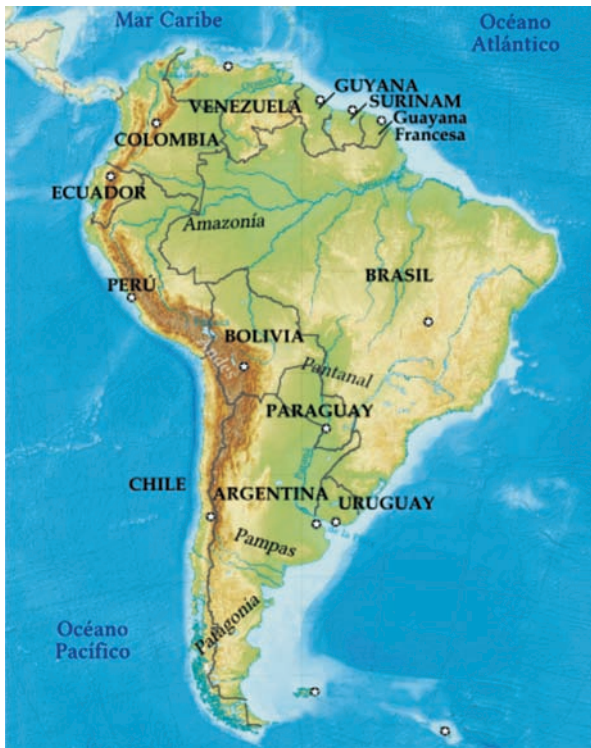 Mar Caribe
Océano
Atlántico
GUYANA
SURINAM
Guayana
Francesa
VENEZUELA
COLOMBIA
ECUADOR
Amazonía
BRASIL
PERÚ
BOLIVIA
Andes
Pantanal
PARAGUAY
CHILE
ARGENTINA
URUGUAY
Pampas
Patagonía
Océano
Pacífico